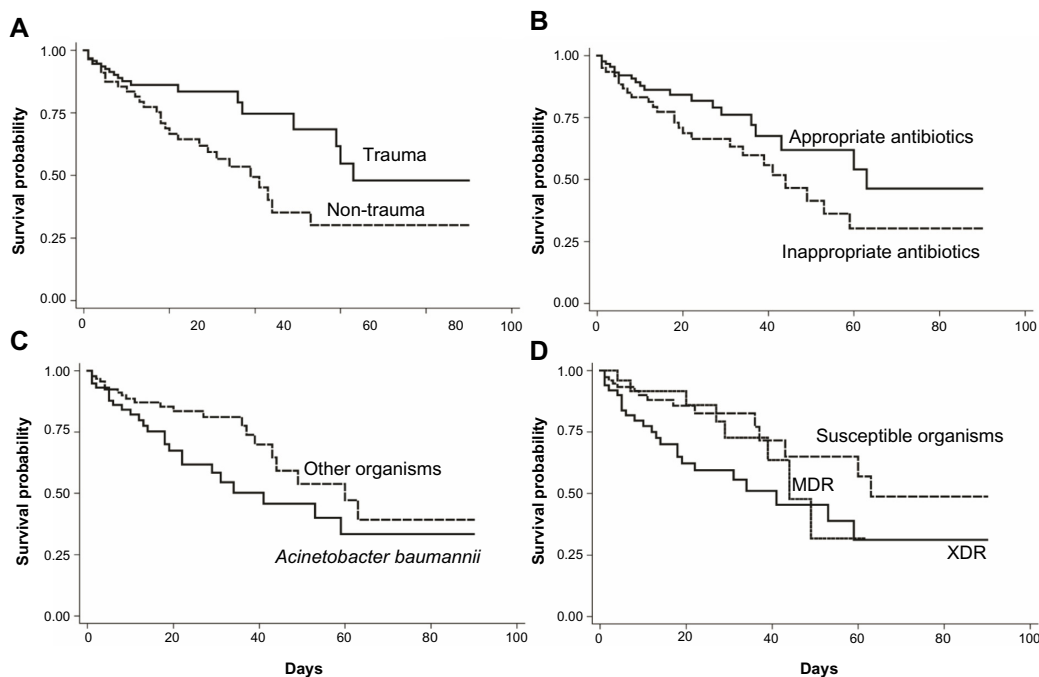 A
Survival probability
1.00
0.75
0.50
0.25
0.00
Trauma
Non-trauma
0 20 40 60 80 100
B
Survival probability
1.00
0.75
0.50
0.25
0.00
Appropriate antibiotics
Inappropriate antibiotics
0 20 40 60 80 100
C
Survival probability
1.00
0.75
0.50
0.25
0.00
Other organisms
Acinetobacter baumannii
0 20 40 60 80 100
Days
D
Survival probability
1.00
0.75
0.50
0.25
0.00
Susceptible organisms
MDR
XDR
0 20 40 60 80 100
Days